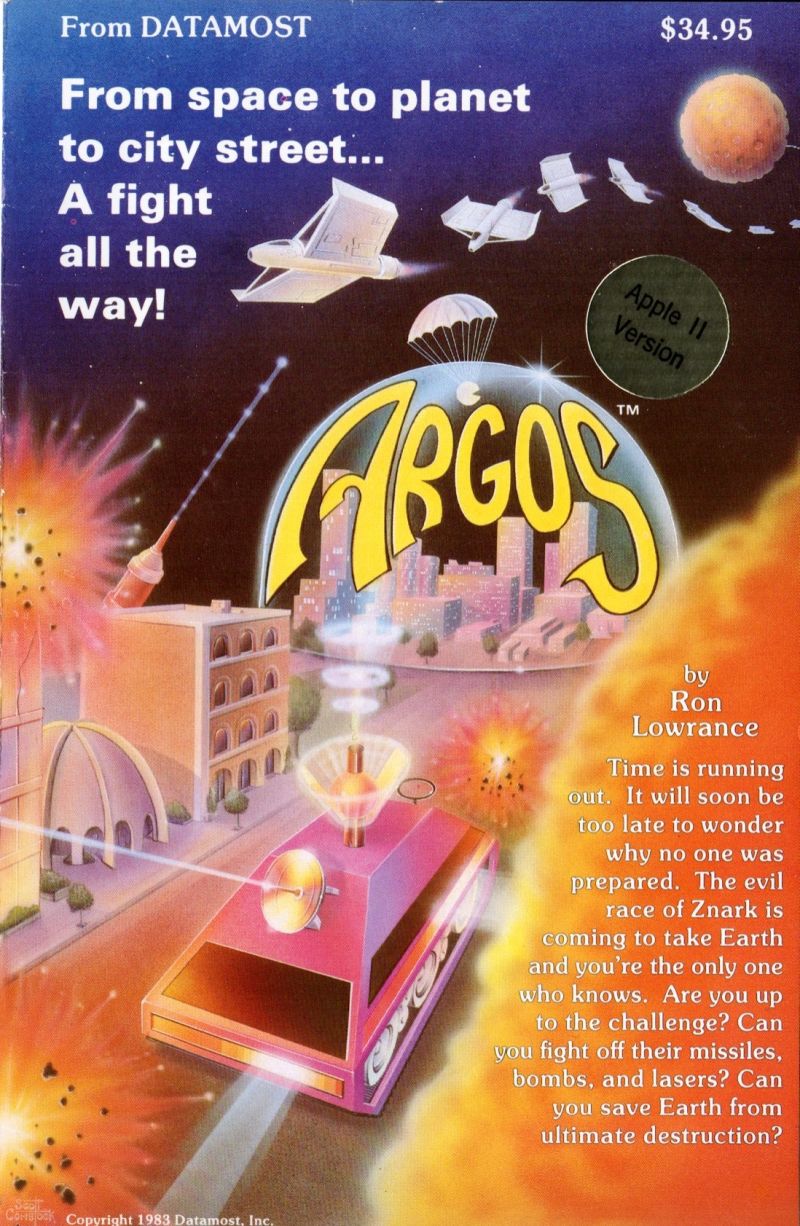 From DATAMOST
$34.95
From space to planet
to city street...
A fight
all the
way!
Apple II
Version
ARGOS™
by
Ron
Lowrance
Time is running
out. It will soon be
too late to wonder
why no one was
prepared. The evil
race of Znark is
coming to take Earth
and you're the only one
who knows. Are you up
to the challenge? Can
you fight off their missiles,
bombs, and lasers? Can
you save Earth from
ultimate destruction?
Scott
Comstock
Copyright 1983 Datamost, Inc.